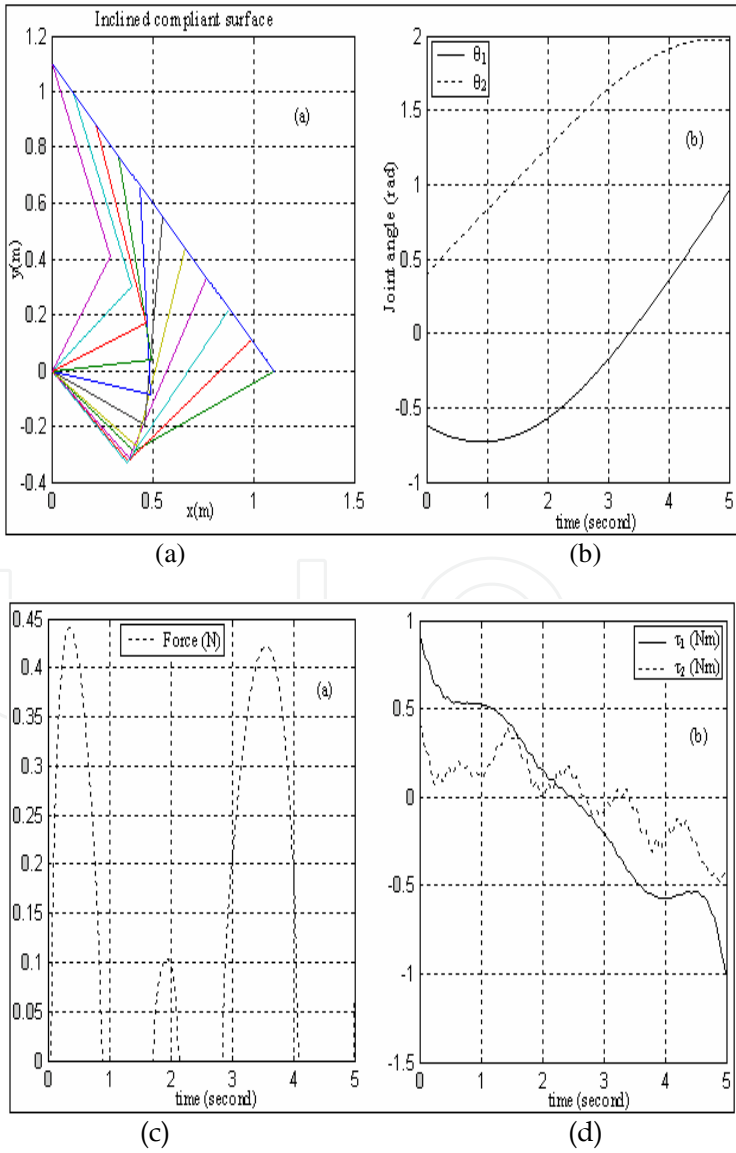 Inclined compliant surface
1.2
1
0.8
0.6
0.4
0.2
0
-0.2
-0.4
y(m)
(a)
0
0.5
1
1.5
x(m)
θ1
θ2
2
1.5
1
0.5
0
-0.5
-1
Joint angle (rad)
(b)
0
1
2
3
4
5
time (second)
(a)
(b)
Force (N)
0.45
0.4
0.35
0.3
0.25
0.2
0.15
0.1
0.05
0
(a)
0
1
2
3
4
5
time (second)
τ1 (Nm)
τ2 (Nm)
1
0.5
0
-0.5
-1
-1.5
(b)
0
1
2
3
4
5
time (second)
(c)
(d)